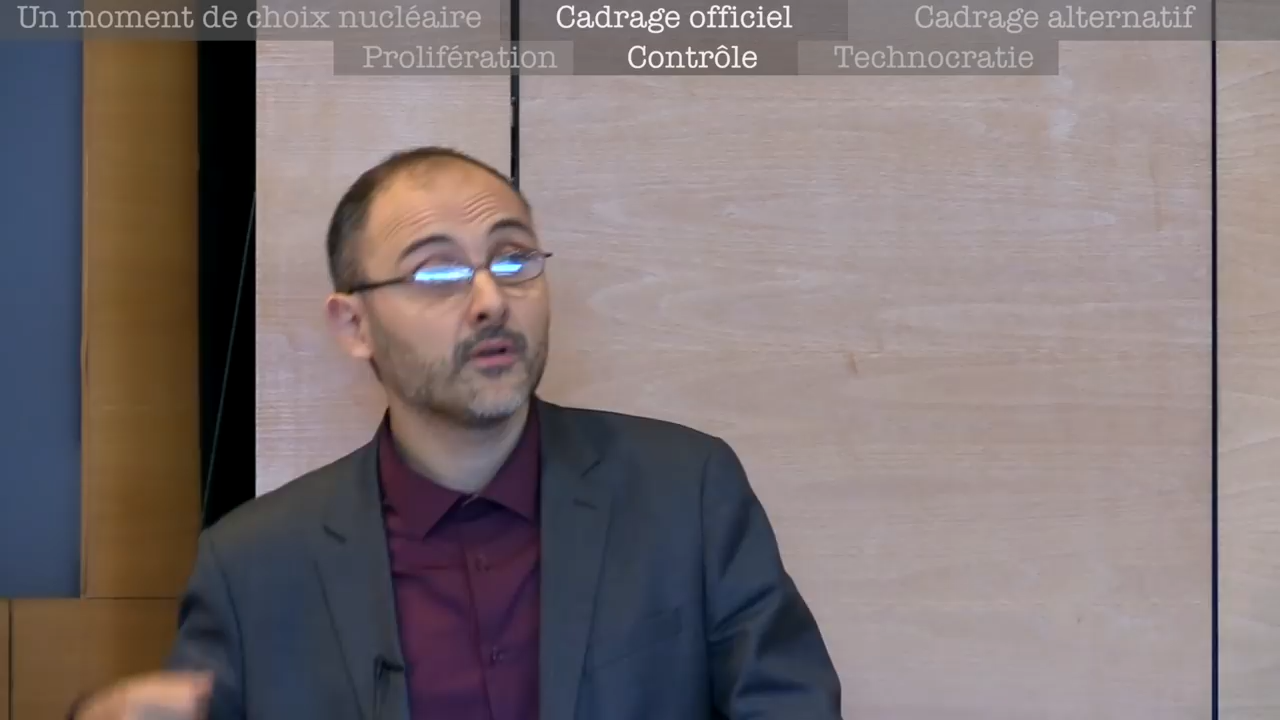 Un moment de choix nucléaire Cadrage officiel Cadrage alternatif
Prolifération Contrôle Technocratie